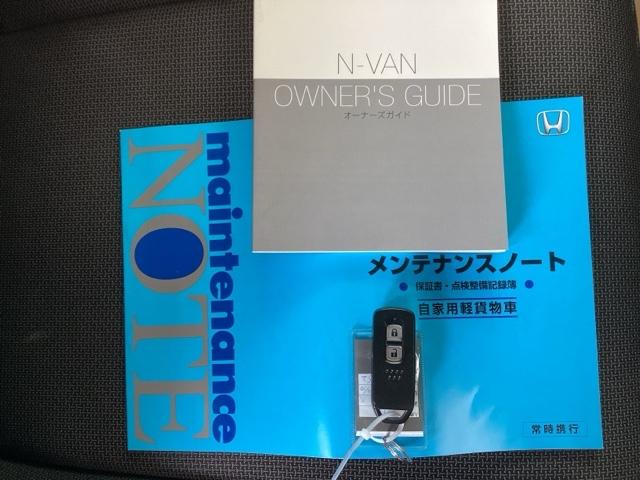 N-VAN
OWNER'S GUIDE
オーナーズガイド
maintenance
NOTE
メンテナンスノート
● 保証書・点検整備記録簿 ●
自家用軽貨物車
常時携行